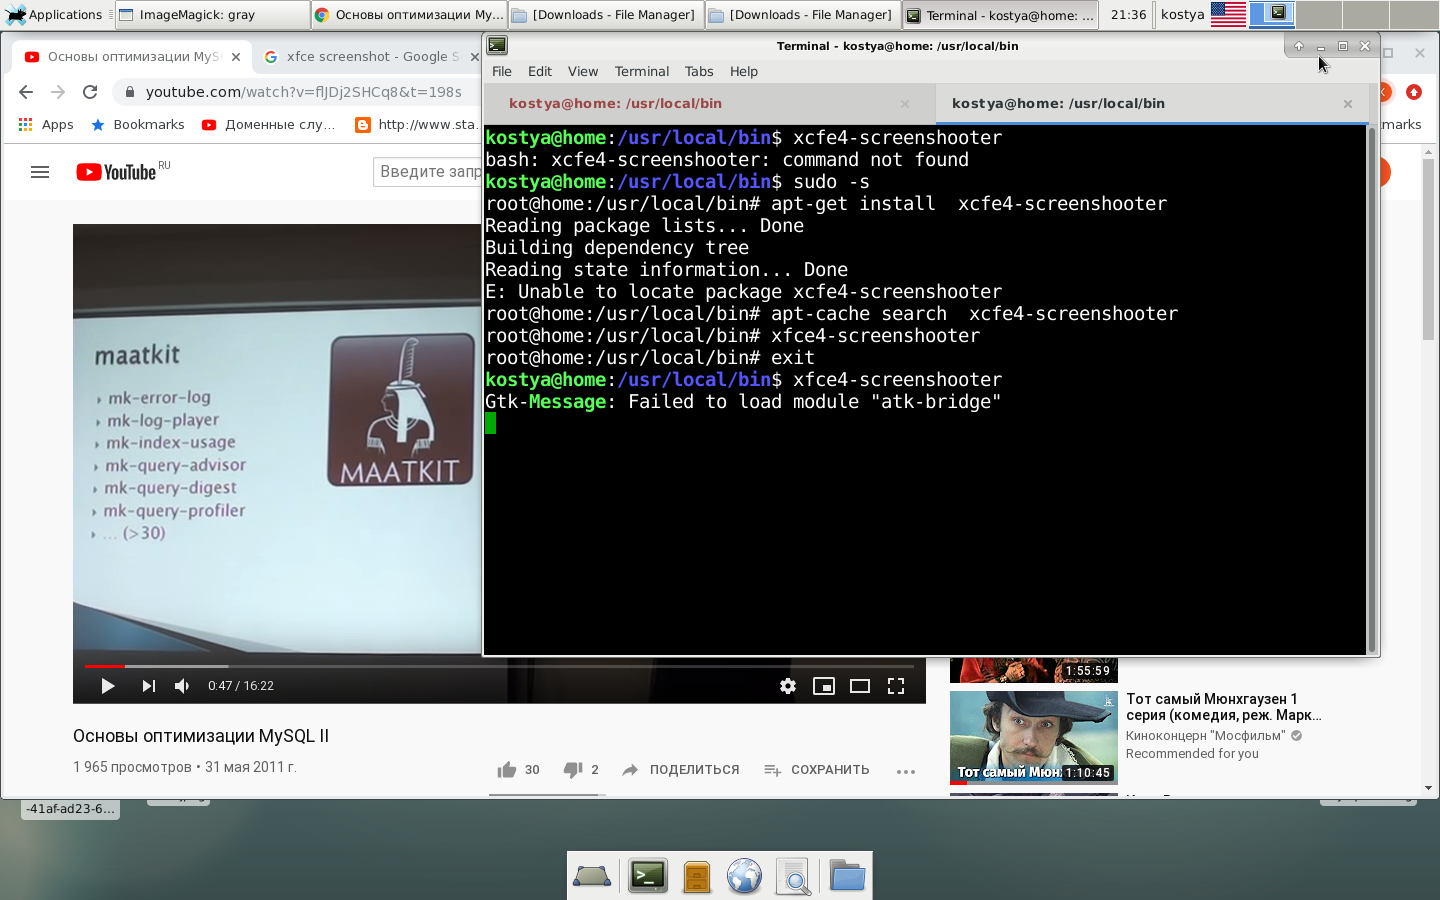 Applications
ImageMagick: gray
Основы оптимизации My...
[Downloads - File Manager]
[Downloads - File Manager]
Terminal - kostya@home: ...
21:36
kostya
Основы оптимизации MyS
xfce screenshot - Google S
Terminal - kostya@home: /usr/local/bin
File Edit View Terminal Tabs Help
youtube.com/watch?v=flJDj2SHCq8&t=198s
kostya@home: /usr/local/bin
kostya@home: /usr/local/bin
Apps
Bookmarks
Доменные слу...
http://www.sta.
marks
YouTube RU
Введите запр
kostya@home:/usr/local/bin$ xcfe4-screenshooter
bash: xcfe4-screenshooter: command not found
kostya@home:/usr/local/bin$ sudo -s
root@home:/usr/local/bin# apt-get install  xcfe4-screenshooter
Reading package lists... Done
Building dependency tree
Reading state information... Done
E: Unable to locate package xcfe4-screenshooter
root@home:/usr/local/bin# apt-cache search  xcfe4-screenshooter
root@home:/usr/local/bin# xfce4-screenshooter
root@home:/usr/local/bin# exit
kostya@home:/usr/local/bin$ xfce4-screenshooter
Gtk-Message: Failed to load module "atk-bridge"
maatkit
mk-error-log
mk-log-player
mk-index-usage
mk-query-advisor
mk-query-digest
mk-query-profiler
... (>30)
MAATKIT
0:47 / 16:22
Основы оптимизации MySQL II
1 965 просмотров • 31 мая 2011 г.
30
2
ПОДЕЛИТЬСЯ
СОХРАНИТЬ
1:55:59
Тот самый Мюнх
1:10:45
Тот самый Мюнхгаузен 1
серия (комедия, реж. Марк...
Киноконцерн "Мосфильм"
Recommended for you
-41af-ad23-6...